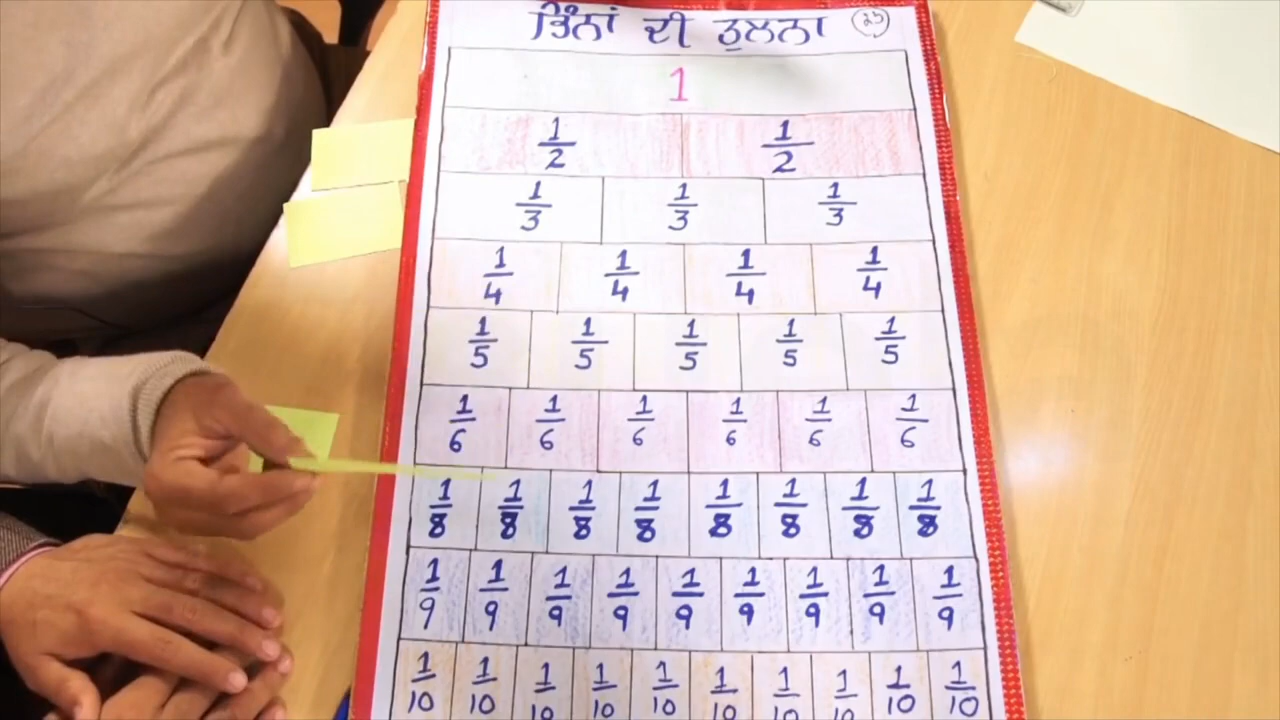 ਭਿੰਨਾਂ ਦੀ ਤੁਲਨਾ 25
1
1/2 1/2
1/3 1/3 1/3
1/4 1/4 1/4 1/4
1/5 1/5 1/5 1/5 1/5
1/6 1/6 1/6 1/6 1/6 1/6
1/8 1/8 1/8 1/8 1/8 1/8 1/8 1/8
1/9 1/9 1/9 1/9 1/9 1/9 1/9 1/9 1/9
1/10 1/10 1/10 1/10 1/10 1/10 1/10 1/10 1/10 1/10